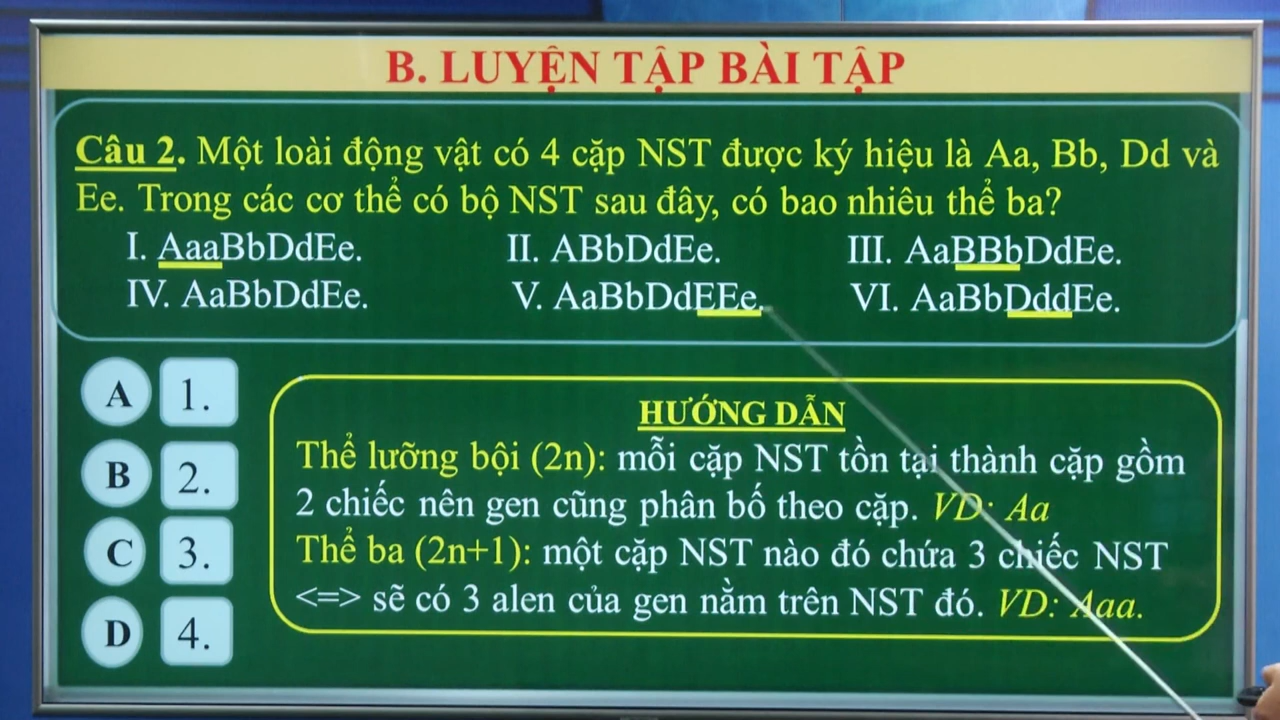 B. LUYỆN TẬP BÀI TẬP
Câu 2. Một loài động vật có 4 cặp NST được ký hiệu là Aa, Bb, Dd và
Ee. Trong các cơ thể có bộ NST sau đây, có bao nhiêu thể ba?
I. AaaBbDdEe. II. ABbDdEe. III. AaBBbDdEe.
IV. AaBbDdEe. V. AaBbDdEEe. VI. AaBbDddEe.
A 1.
B 2.
C 3.
D 4.
HƯỚNG DẪN
Thể lưỡng bội (2n): mỗi cặp NST tồn tại thành cặp gồm
2 chiếc nên gen cũng phân bố theo cặp. VD: Aa
Thể ba (2n+1): một cặp NST nào đó chứa 3 chiếc NST
<=> sẽ có 3 alen của gen nằm trên NST đó. VD: Aaa.